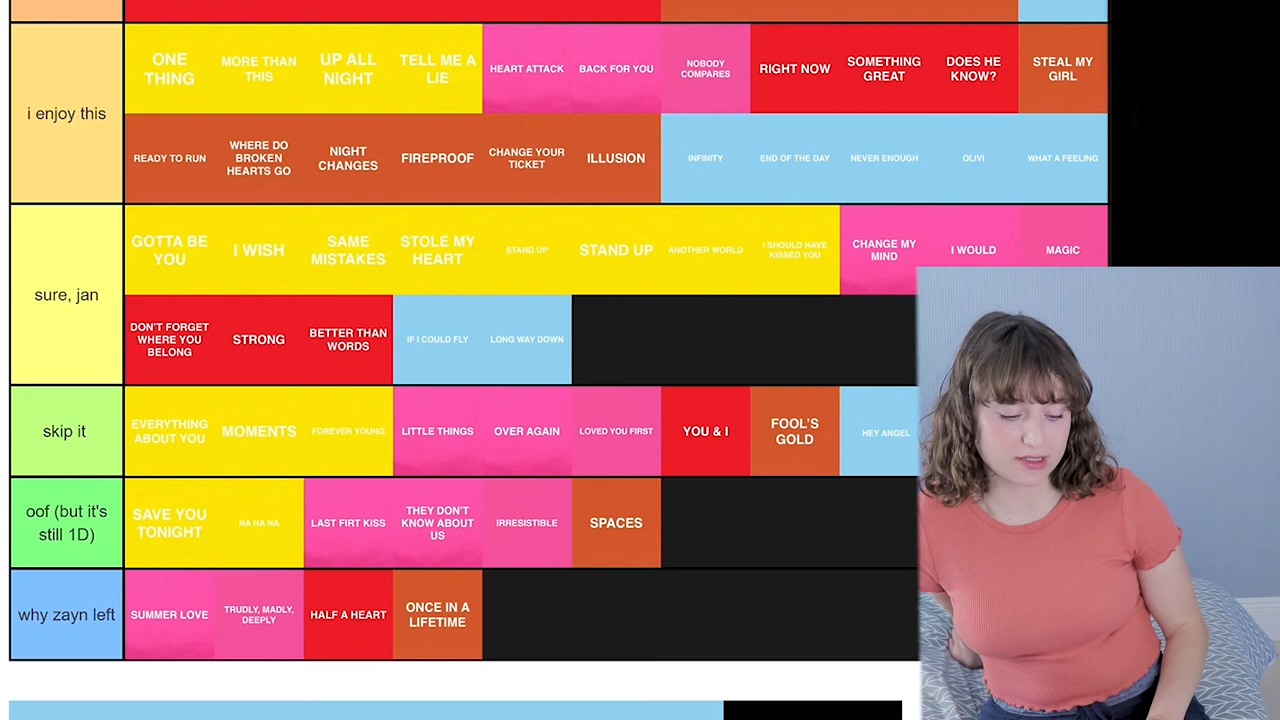 i enjoy this
ONE
THING
MORE THAN
THIS
UP ALL
NIGHT
TELL ME A
LIE
HEART ATTACK
BACK FOR YOU
NOBODY
COMPARES
RIGHT NOW
SOMETHING
GREAT
DOES HE
KNOW?
STEAL MY
GIRL
READY TO RUN
WHERE DO
BROKEN
HEARTS GO
NIGHT
CHANGES
FIREPROOF
CHANGE YOUR
TICKET
ILLUSION
INFINITY
END OF THE DAY
NEVER ENOUGH
OLIVI
WHAT A FEELING
sure, jan
GOTTA BE
YOU
I WISH
SAME
MISTAKES
STOLE MY
HEART
STAND UP
STAND UP
ANOTHER WORLD
I SHOULD HAVE
KISSED YOU
CHANGE MY
MIND
I WOULD
MAGIC
DON'T FORGET
WHERE YOU
BELONG
STRONG
BETTER THAN
WORDS
IF I COULD FLY
LONG WAY DOWN
skip it
EVERYTHING
ABOUT YOU
MOMENTS
FOREVER YOUNG
LITTLE THINGS
OVER AGAIN
LOVED YOU FIRST
YOU & I
FOOL'S
GOLD
HEY ANGEL
oof (but it's
still 1D)
SAVE YOU
TONIGHT
NA NA NA
LAST FIRT KISS
THEY DON'T
KNOW ABOUT
US
IRRESISTIBLE
SPACES
why zayn left
SUMMER LOVE
TRUDLY, MADLY,
DEEPLY
HALF A HEART
ONCE IN A
LIFETIME